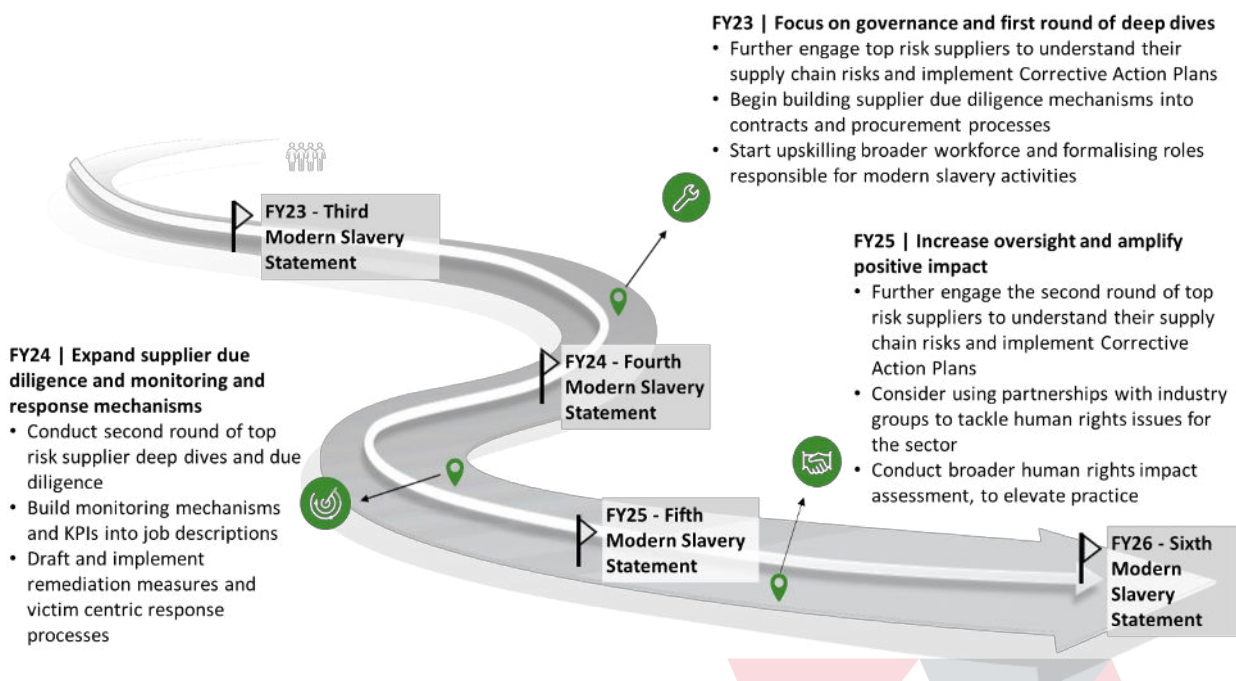 FY23 | Focus on governance and first round of deep dives
• Further engage top risk suppliers to understand their
supply chain risks and implement Corrective Action Plans
• Begin building supplier due diligence mechanisms into
contracts and procurement processes
• Start upskilling broader workforce and formalising roles
responsible for modern slavery activities
FY23 - Third
Modern Slavery
Statement
FY25 | Increase oversight and amplify
positive impact
• Further engage the second round of top
risk suppliers to understand their supply
chain risks and implement Corrective
Action Plans
• Consider using partnerships with industry
groups to tackle human rights issues for
the sector
• Conduct broader human rights impact
assessment, to elevate practice
FY24 - Fourth
Modern Slavery
Statement
FY24 | Expand supplier due
diligence and monitoring and
response mechanisms
• Conduct second round of top
risk supplier deep dives and due
diligence
• Build monitoring mechanisms
and KPIs into job descriptions
• Draft and implement
remediation measures and
victim centric response
processes
FY25 - Fifth
Modern Slavery
Statement
FY26 - Sixth
Modern
Slavery
Statement